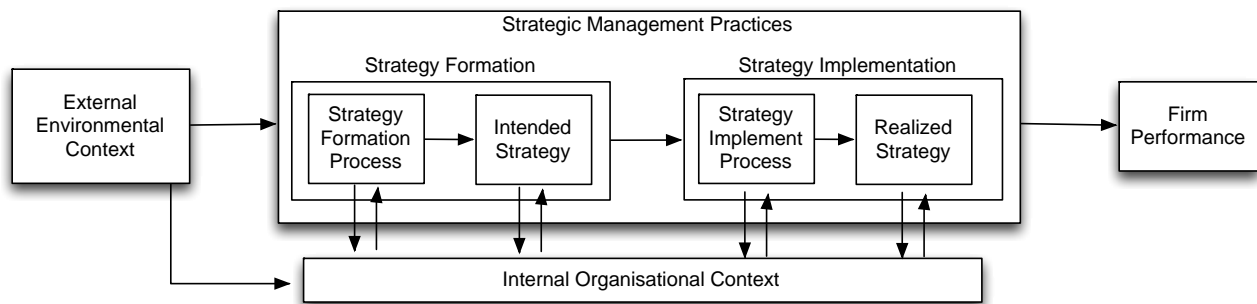 Strategic Management Practices
Strategy Formation
Strategy Implementation
External
Environmental
Context
Strategy
Formation
Process
Intended
Strategy
Strategy
Implement
Process
Realized
Strategy
Firm
Performance
Internal Organisational Context